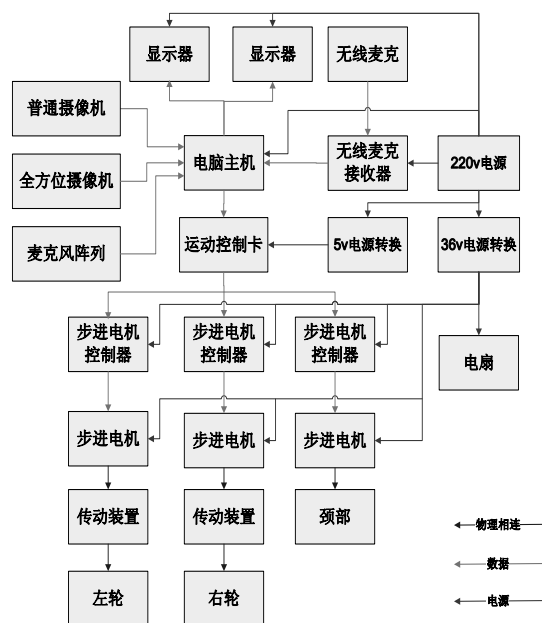 显示器
显示器
无线麦克
普通摄像机
电脑主机
无线麦克
接收器
220v电源
全方位摄像机
麦克风阵列
运动控制卡
5v电源转换
36v电源转换
步进电机
控制器
步进电机
控制器
步进电机
控制器
电扇
步进电机
步进电机
步进电机
传动装置
传动装置
颈部
物理相连
数据
左轮
右轮
电源